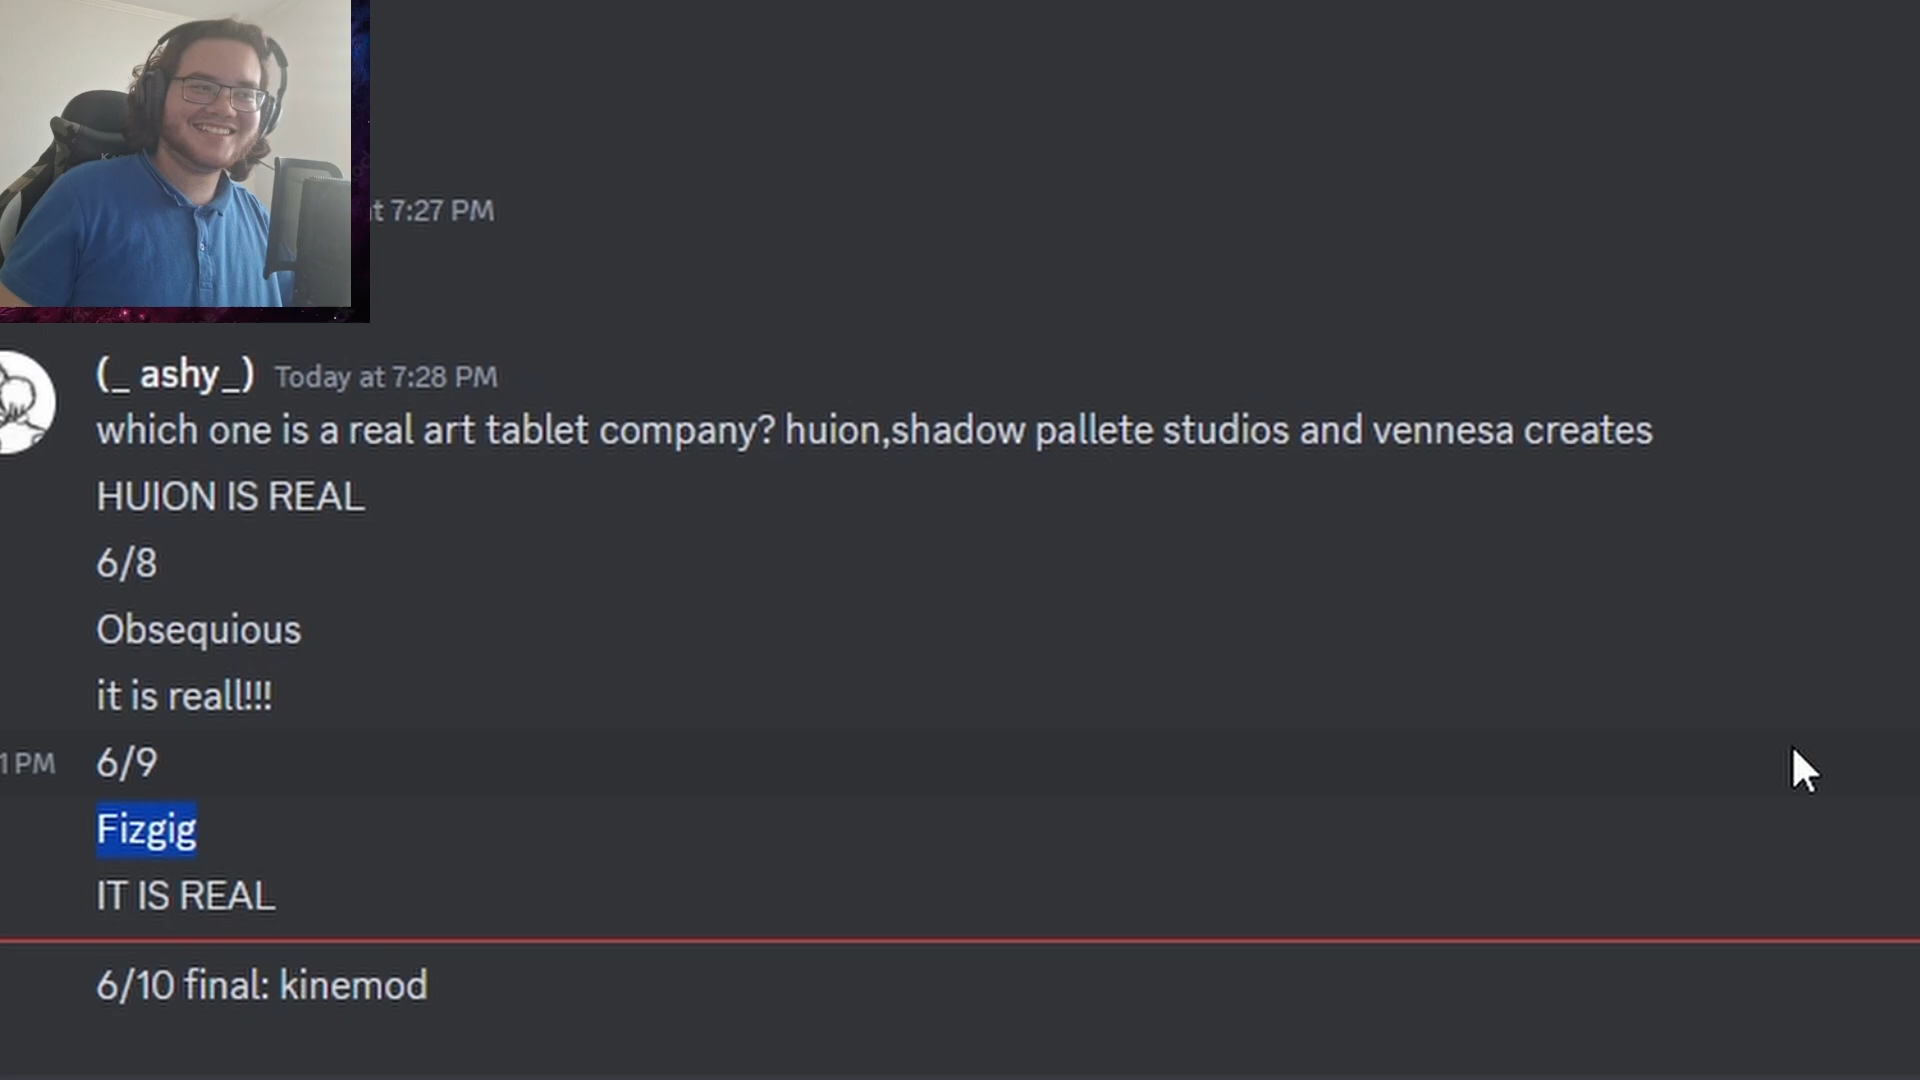 t 7:27 PM
(_ ashy_) Today at 7:28 PM
which one is a real art tablet company? huion,shadow pallete studios and vennesa creates
HUION IS REAL
6/8
Obsequious
it is reall!!!
1 PM 6/9
Fizgig
IT IS REAL
6/10 final: kinemod